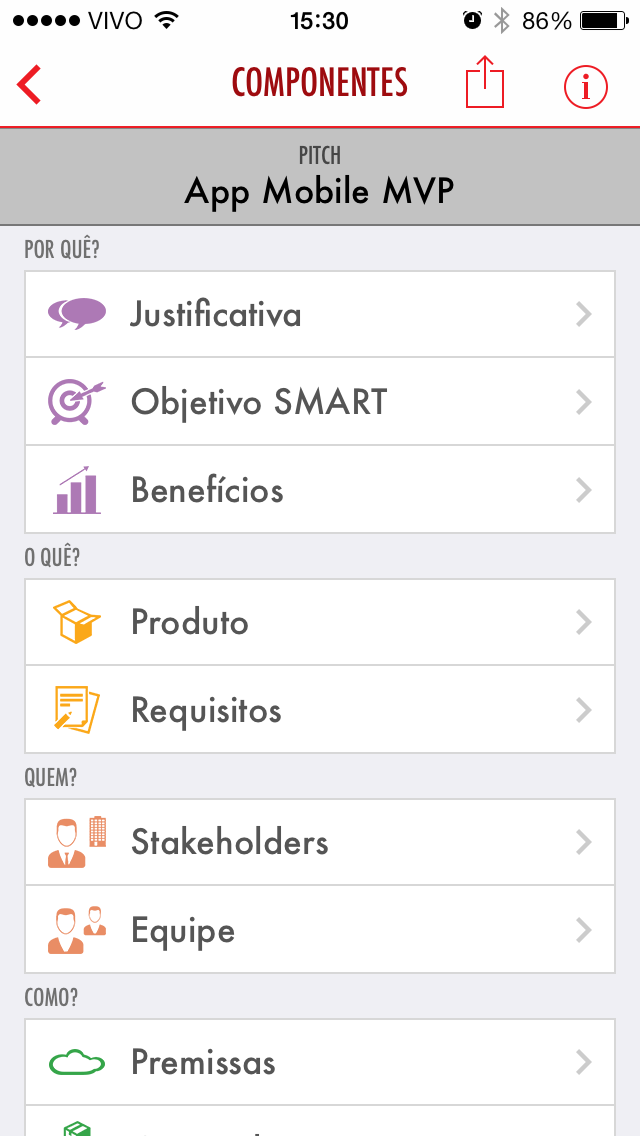 VIVO 15:30 86%
COMPONENTES
PITCH
App Mobile MVP
POR QUÊ?
Justificativa
Objetivo SMART
Benefícios
O QUÊ?
Produto
Requisitos
QUEM?
Stakeholders
Equipe
COMO?
Premissas